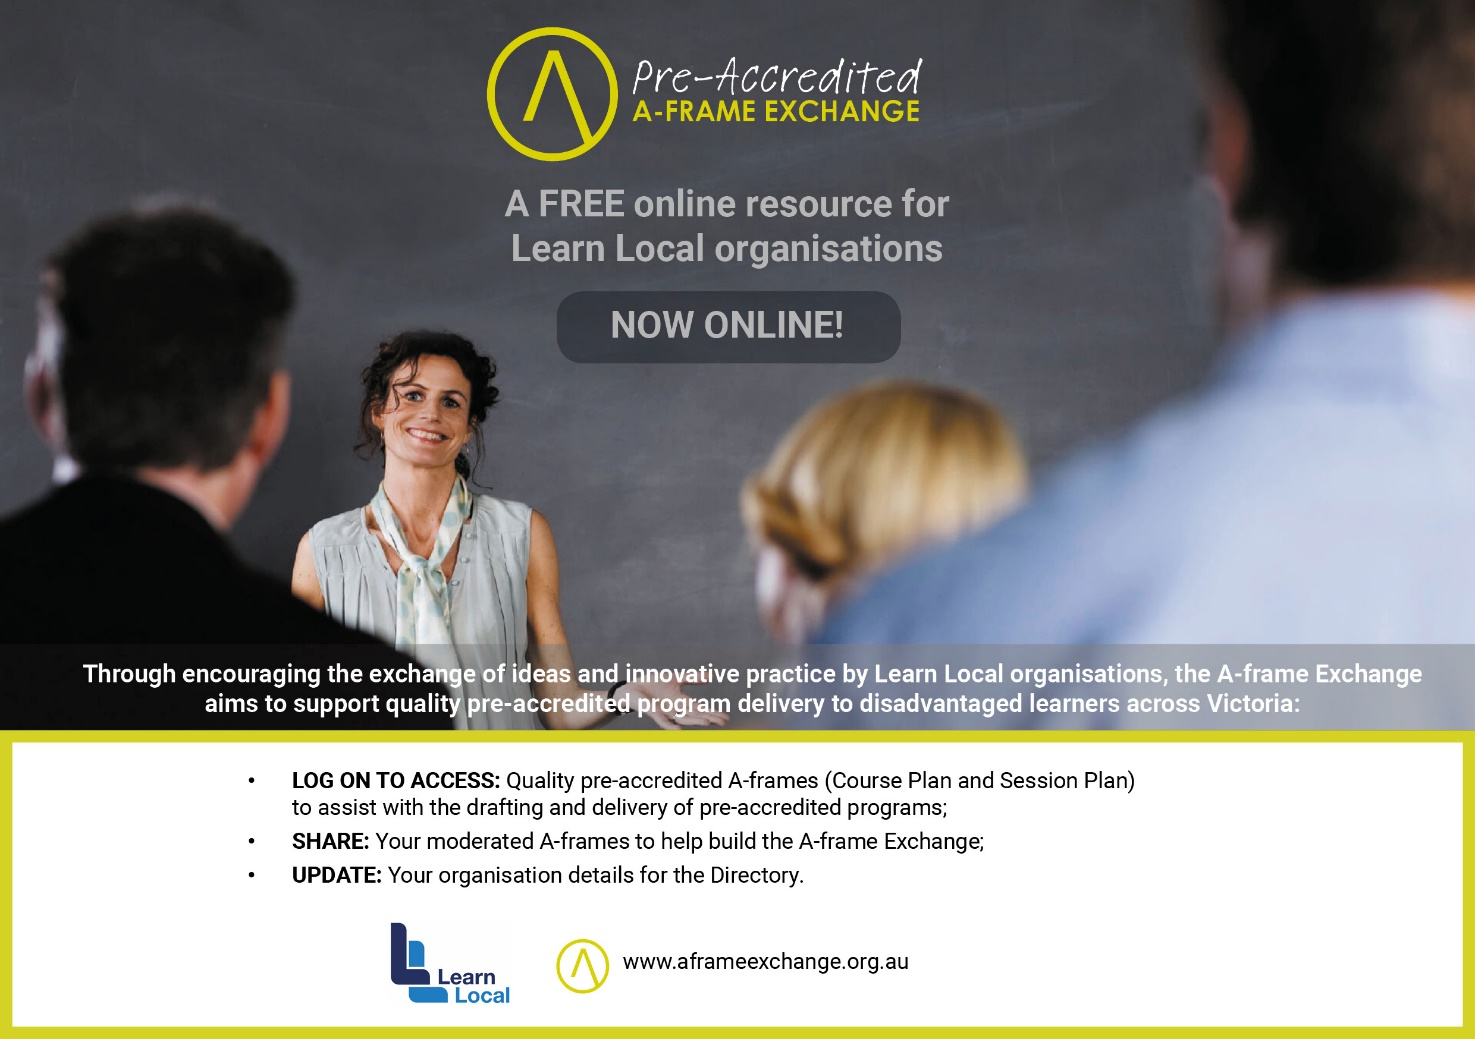 Pre-Accredited
A-FRAME EXCHANGE
A FREE online resource for
Learn Local organisations
NOW ONLINE!
Through encouraging the exchange of ideas and innovative practice by Learn Local organisations, the A-frame Exchange
aims to support quality pre-accredited program delivery to disadvantaged learners across Victoria:
• LOG ON TO ACCESS: Quality pre-accredited A-frames (Course Plan and Session Plan)
to assist with the drafting and delivery of pre-accredited programs;
• SHARE: Your moderated A-frames to help build the A-frame Exchange;
• UPDATE: Your organisation details for the Directory.
Learn
Local
www.aframeexchange.org.au